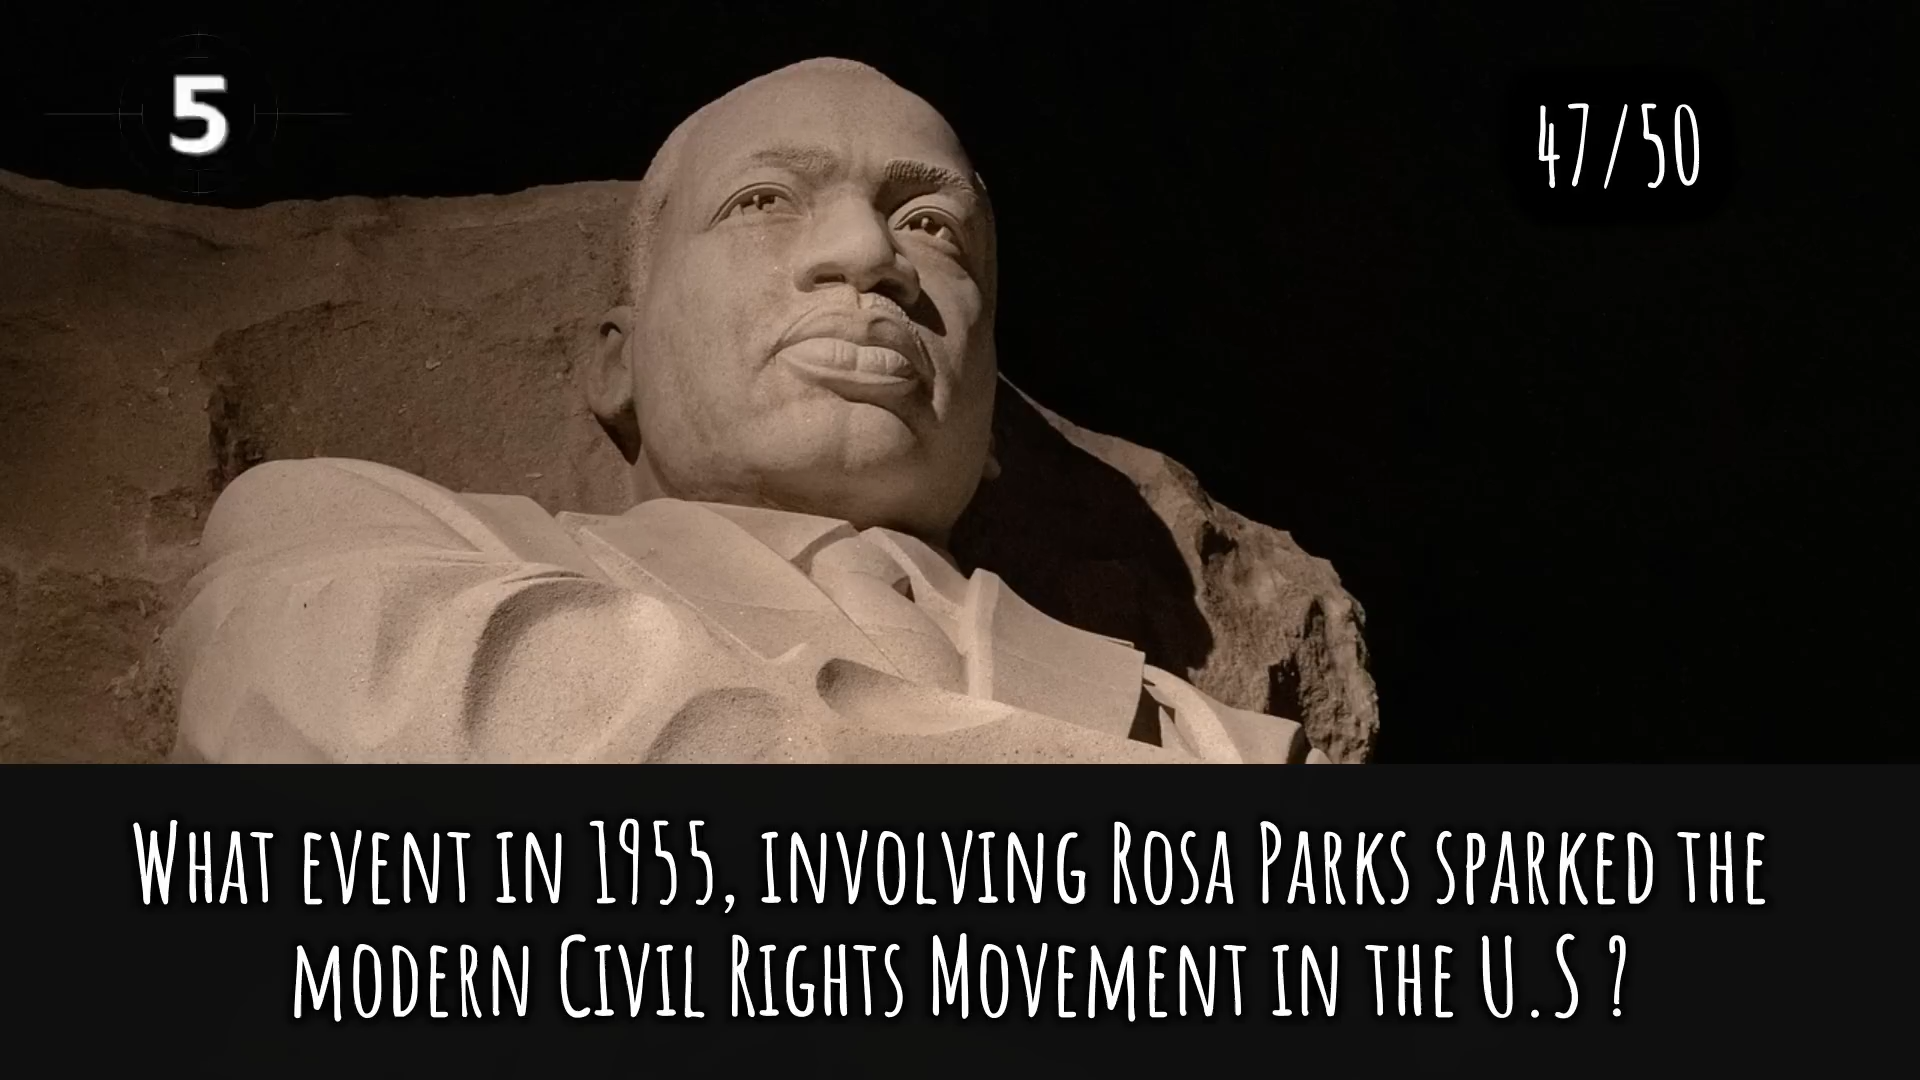 5
47/50
What event in 1955, involving Rosa Parks sparked the
modern Civil Rights Movement in the U.S ?